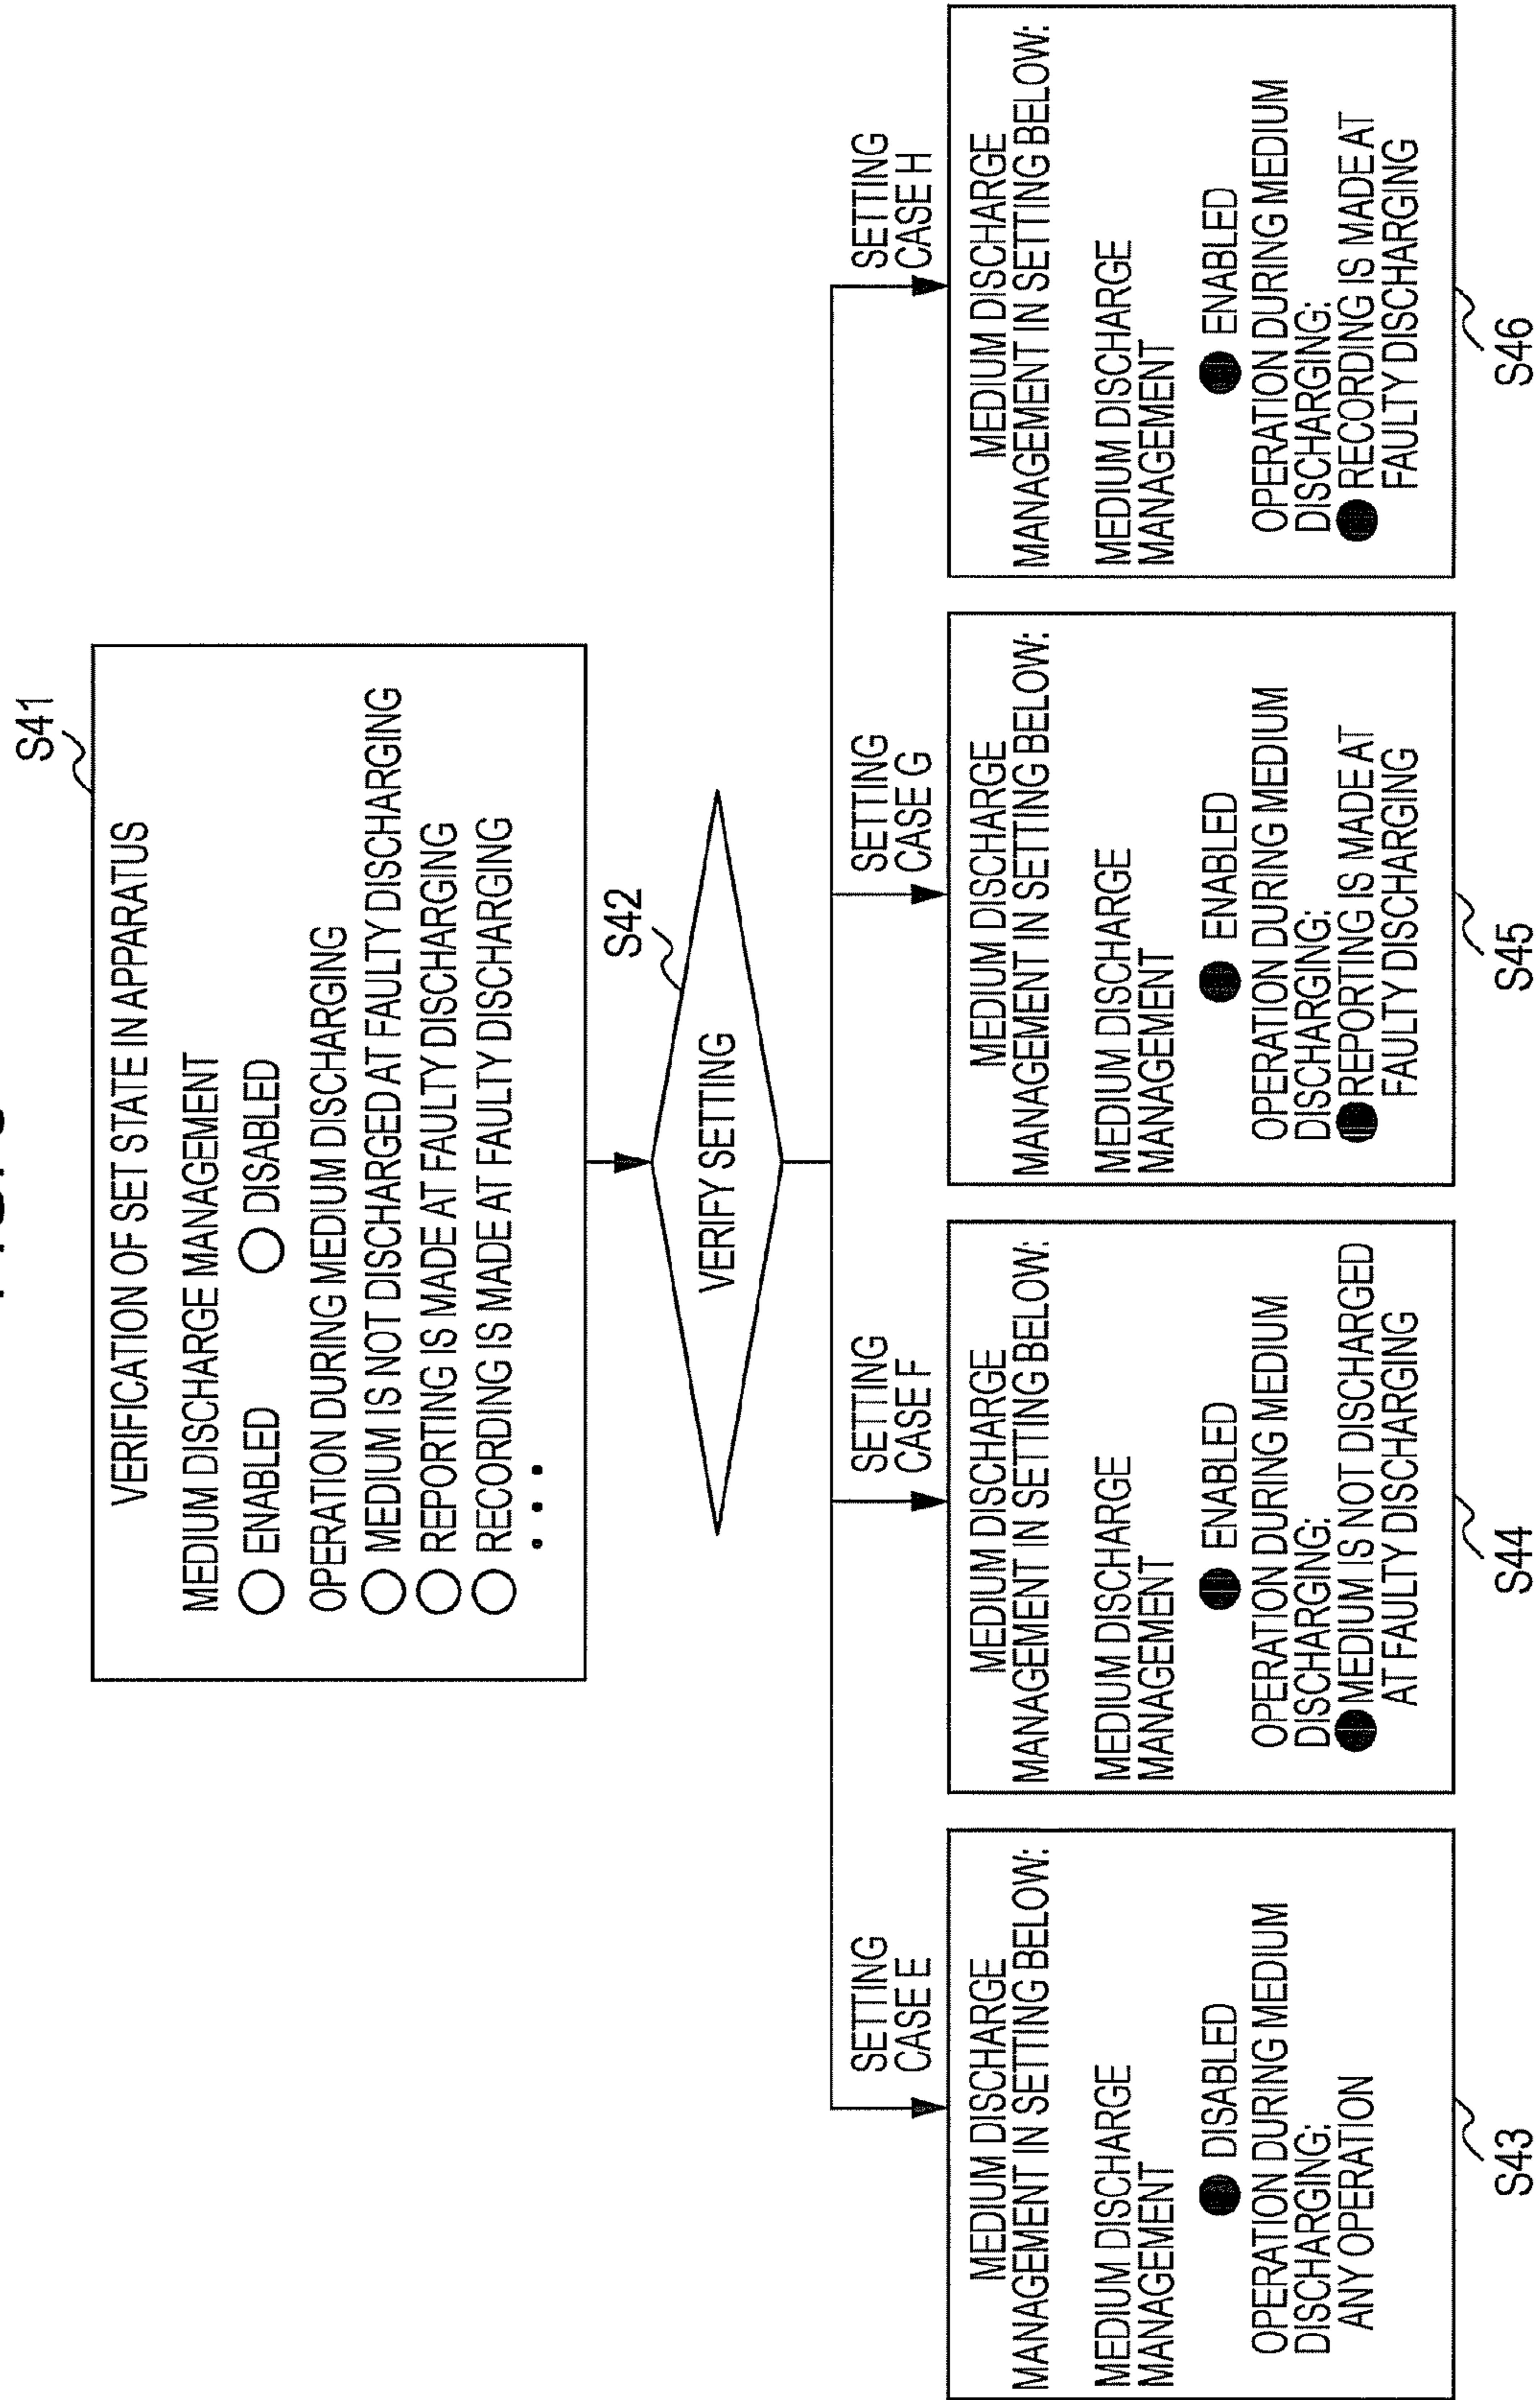 S41
VERIFICATION OF SET STATE IN APPARATUS
MEDIUM DISCHARGE MANAGEMENT
ENABLED DISABLED
OPERATION DURING MEDIUM DISCHARGING
MEDIUM IS NOT DISCHARGED AT FAULTY DISCHARGING
REPORTING IS MADE AT FAULTY DISCHARGING
RECORDING IS MADE AT FAULTY DISCHARGING
• • •
S42
VERIFY SETTING
SETTING
CASE E
MEDIUM DISCHARGE
MANAGEMENT IN SETTING BELOW:
MEDIUM DISCHARGE
MANAGEMENT
● DISABLED
OPERATION DURING MEDIUM
DISCHARGING:
ANY OPERATION
S43
SETTING
CASE F
MEDIUM DISCHARGE
MANAGEMENT IN SETTING BELOW:
MEDIUM DISCHARGE
MANAGEMENT
● ENABLED
OPERATION DURING MEDIUM
DISCHARGING:
● MEDIUM IS NOT DISCHARGED
AT FAULTY DISCHARGING
S44
SETTING
CASE G
MEDIUM DISCHARGE
MANAGEMENT IN SETTING BELOW:
MEDIUM DISCHARGE
MANAGEMENT
● ENABLED
OPERATION DURING MEDIUM
DISCHARGING:
● REPORTING IS MADE AT
FAULTY DISCHARGING
S45
SETTING
CASE H
MEDIUM DISCHARGE
MANAGEMENT IN SETTING BELOW:
MEDIUM DISCHARGE
MANAGEMENT
● ENABLED
OPERATION DURING MEDIUM
DISCHARGING:
● RECORDING IS MADE AT
FAULTY DISCHARGING
S46